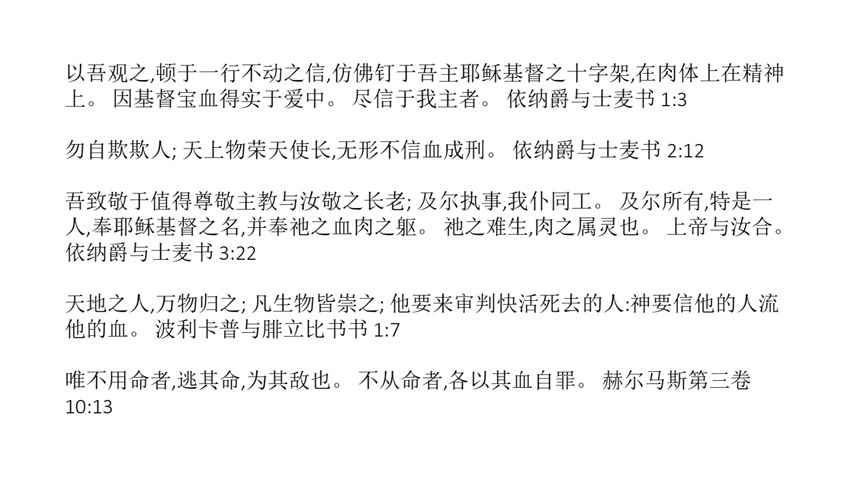 以吾观之,顿于一行不动之信,仿佛钉于吾主耶稣基督之十字架,在肉体上在精神
上。 因基督宝血得实于爱中。 尽信于我主者。 依纳爵与士麦书 1:3
勿自欺欺人; 天上物荣天使长,无形不信血成刑。 依纳爵与士麦书 2:12
吾致敬于值得尊敬主教与汝敬之长老; 及尔执事,我仆同工。 及尔所有,特是一
人,奉耶稣基督之名,并奉祂之血肉之躯。 祂之难生,肉之属灵也。 上帝与汝合。
依纳爵与士麦书 3:22
天地之人,万物归之; 凡生物皆崇之; 他要来审判快活死去的人:神要信他的人流
他的血。 波利卡普与腓立比书书 1:7
唯不用命者,逃其命,为其敌也。 不从命者,各以其血自罪。 赫尔马斯第三卷
10:13